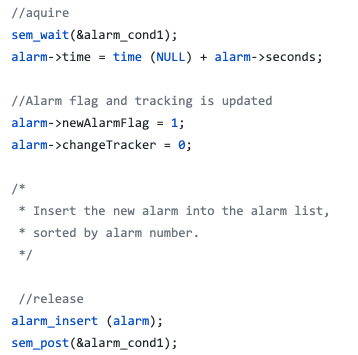 //aquire
sem_wait(&alarm_cond1);
alarm->time = time (NULL) + alarm->seconds;
//Alarm flag and tracking is updated
alarm->newAlarmFlag = 1;
alarm->changeTracker = 0;
/*
* Insert the new alarm into the alarm list,
* sorted by alarm number.
*/
//release
alarm_insert (alarm);
sem_post(&alarm_cond1);